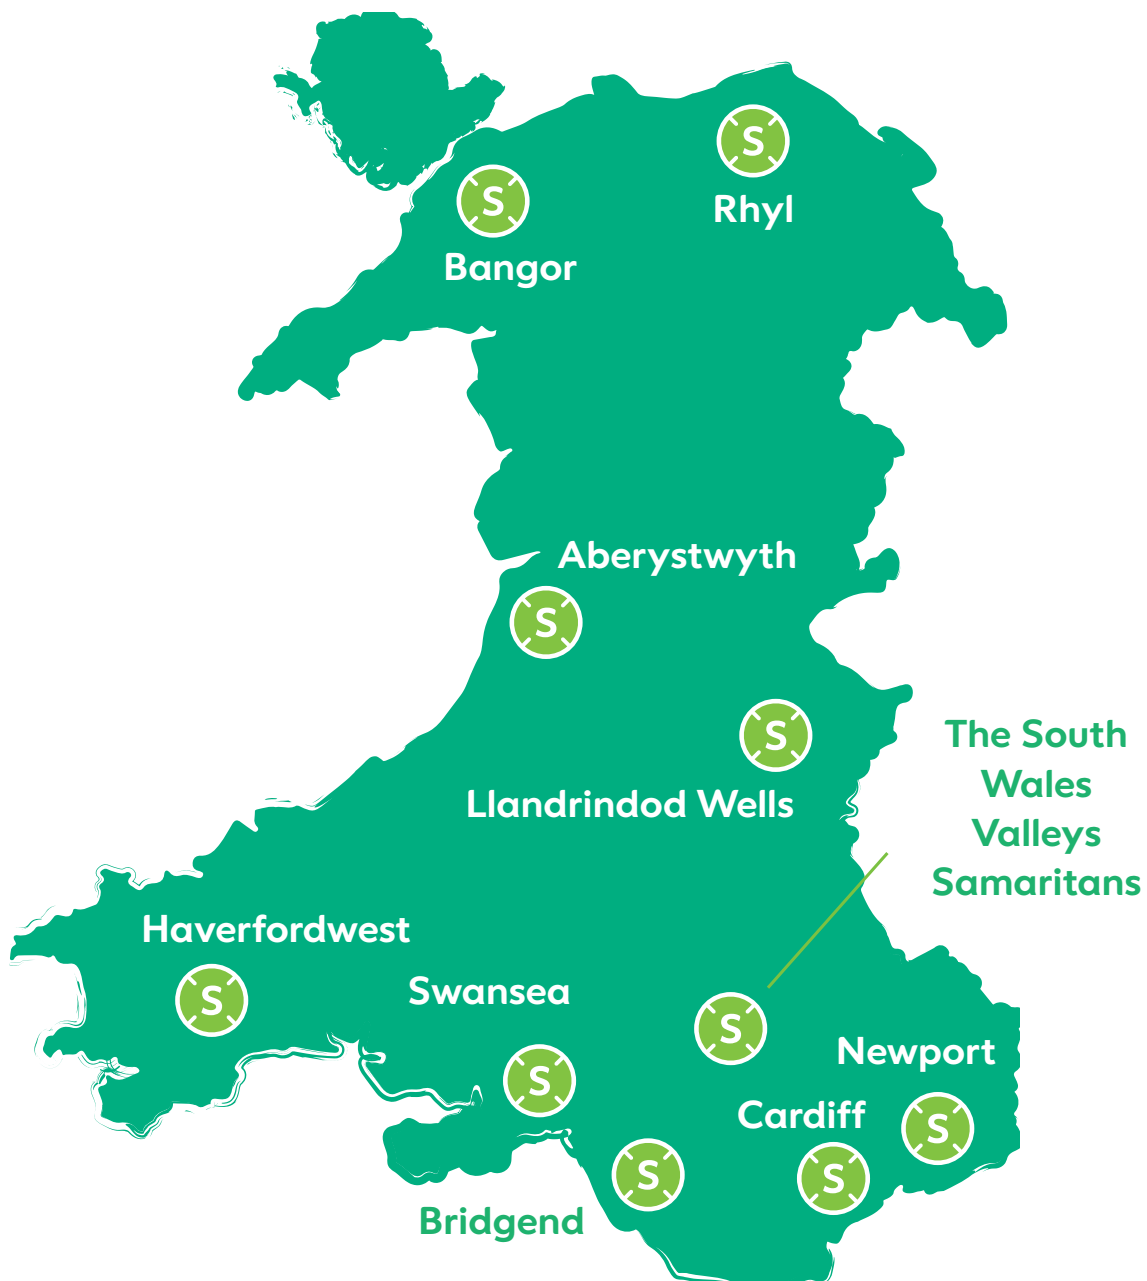 S
Rhyl
S
Bangor
Aberystwyth
S
S
Llandrindod Wells
The South
Wales
Valleys
Samaritans
Haverfordwest
S
Swansea
S
S
Newport
S
Cardiff
S
S
Bridgend